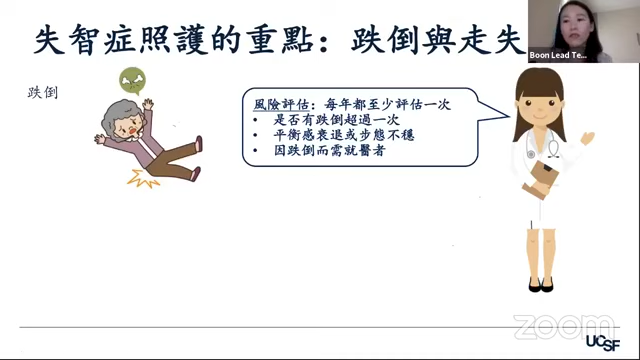 失智症照護的重點：跌倒與走失
Boon Lead Te...
跌倒
風險評估：每年都至少評估一次
• 是否有跌倒超過一次
• 平衡感衰退或步態不穩
• 因跌倒而需就醫者
zoom
UCSF